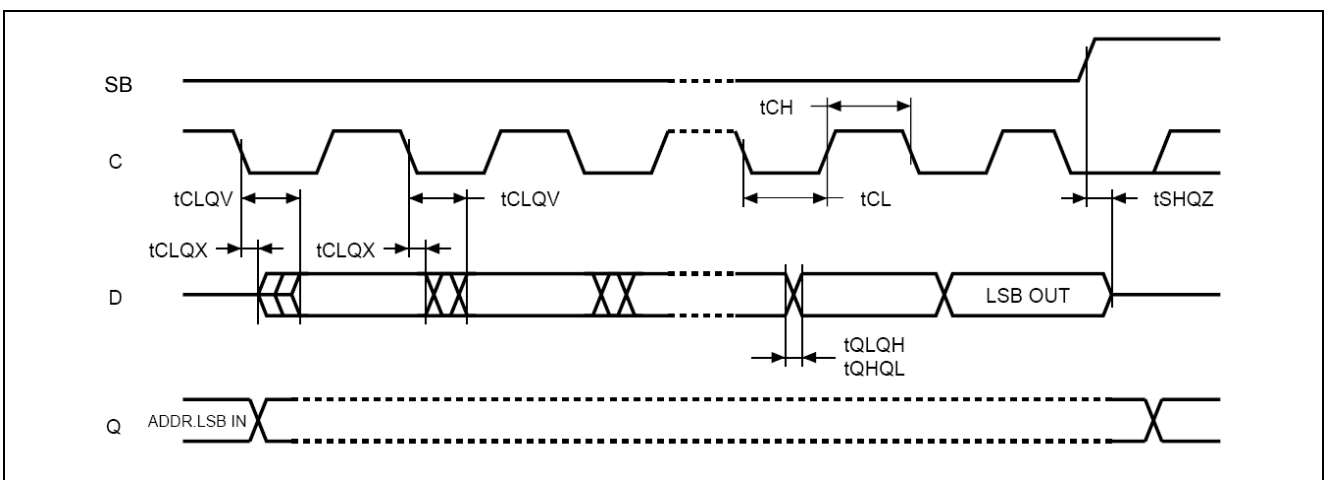 SB
tCH
C
tCLQV
tCLQV
tCL
tSHQZ
tCLQX
tCLQX
D
LSB OUT
tQLQH
tQHQL
Q
ADDR.LSB IN